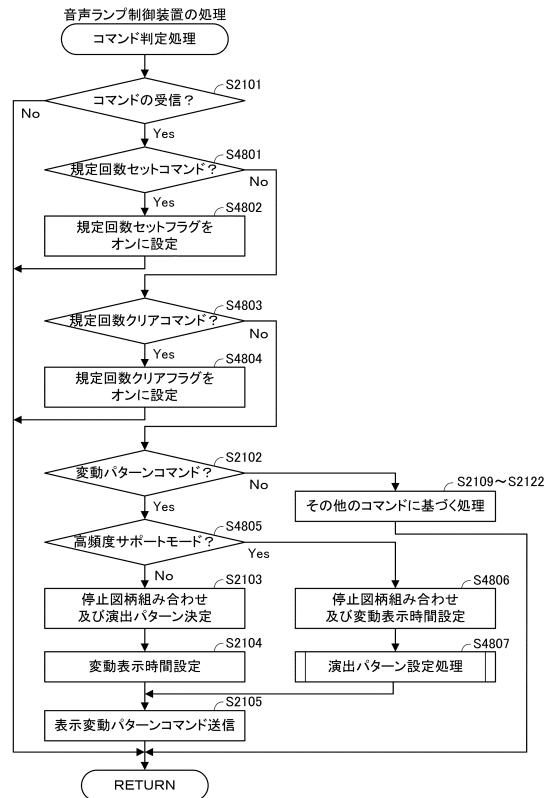 音声ランプ制御装置の処理
コマンド判定処理
S2101
コマンドの受信？
No
Yes
S4801
規定回数セットコマンド？
No
Yes
S4802
規定回数セットフラグを
オンに設定
S4803
規定回数クリアコマンド？
No
Yes
S4804
規定回数クリアフラグを
オンに設定
S2102
変動パターンコマンド？
No
Yes
S2109～S2122
その他のコマンドに基づく処理
S4805
高頻度サポートモード？
Yes
No
S2103
停止図柄組み合わせ
及び演出パターン決定
S4806
停止図柄組み合わせ
及び変動表示時間設定
S2104
変動表示時間設定
S4807
演出パターン設定処理
S2105
表示変動パターンコマンド送信
RETURN